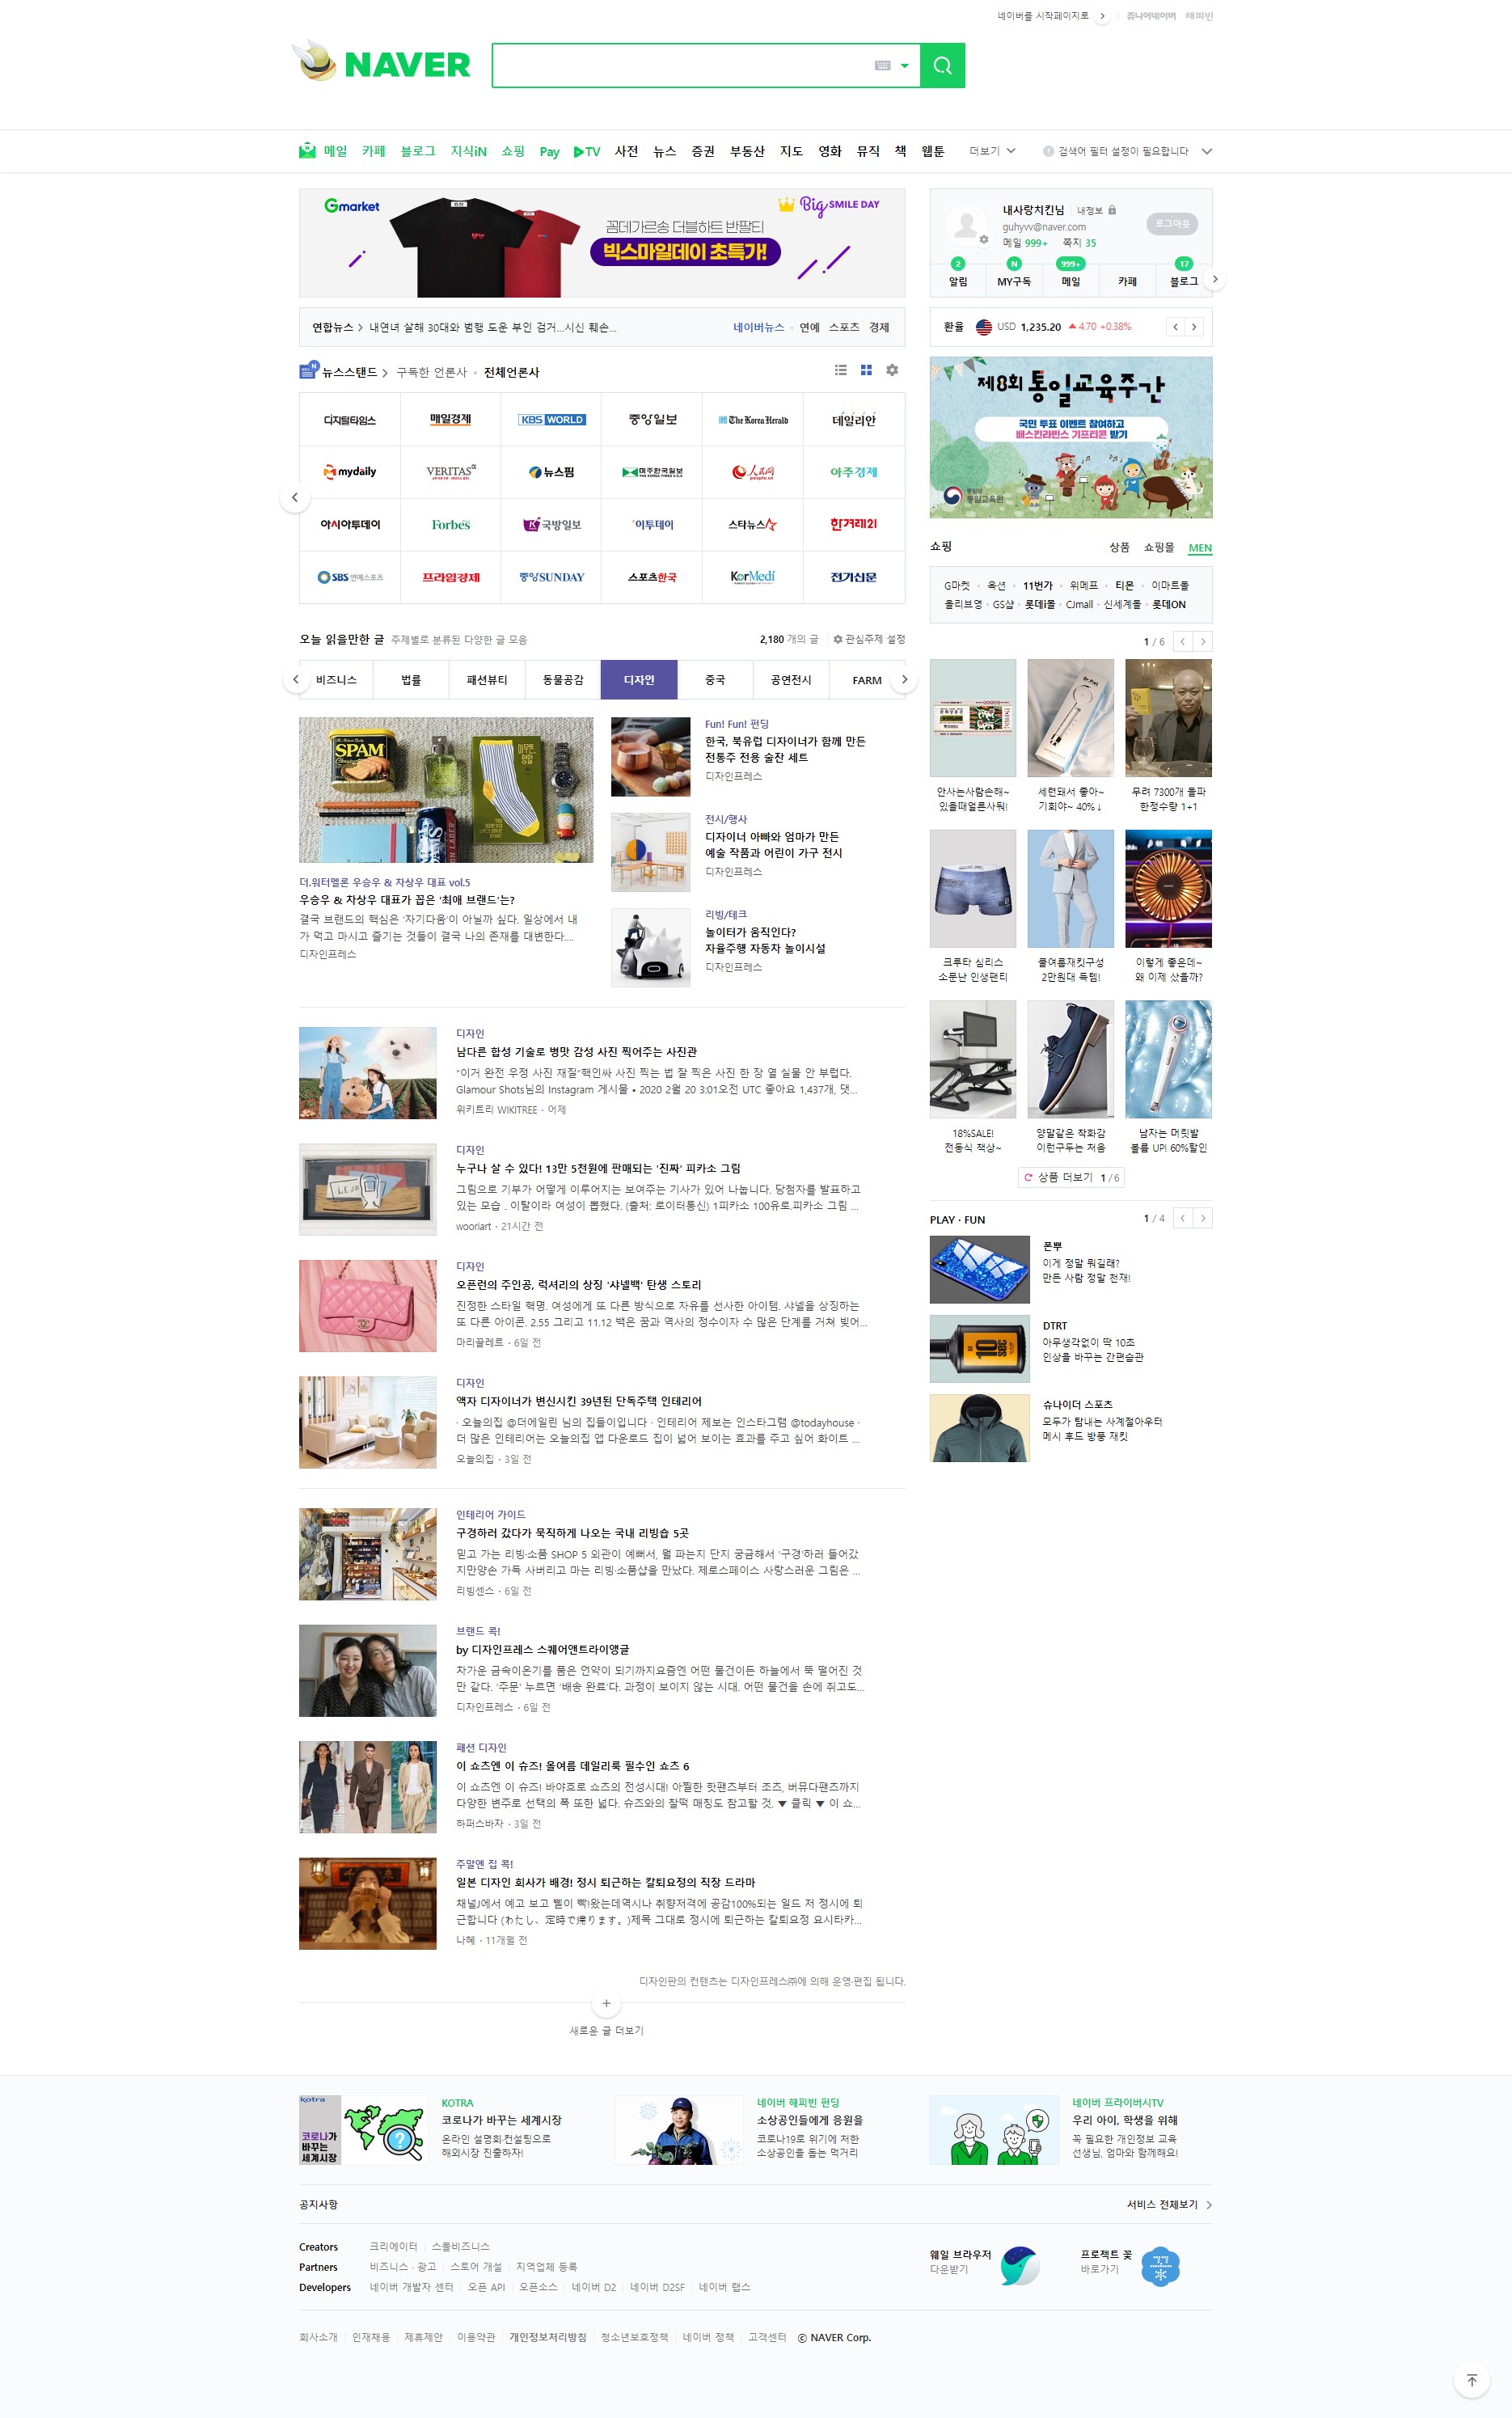 네이버를 시작페이지로
쥬니어네이버 해피빈
NAVER
메일 카페 블로그 지식iN 쇼핑 Pay TV 사전 뉴스 증권 부동산 지도 영화 뮤직 책 웹툰 더보기 검색어 필터 설정이 필요합니다
Gmarket
꼼데가르송 더블하트 반팔티
빅스마일데이 초특가!
Big SMILE DAY
내사랑치킨님 내정보
guhyvv@naver.com
메일 999+ 쪽지 35
로그아웃
2 N 999+ 17
알림 MY구독 메일 카페 블로그
연합뉴스 내연녀 살해 30대와 범행 도운 부인 검거...시신 훼손...
네이버뉴스 · 연예 스포츠 경제
환율 USD 1,235.20 4.70 +0.38%
뉴스스탠드 구독한 언론사 · 전체언론사
디지털타임스 매일경제 KBS WORLD 중앙일보 The Korea Herald 데일리안
mydaily VERITAS 뉴스핌 미주한국일보 people.cn 아주경제
아시아투데이 Forbes 국방일보 이투데이 스타뉴스 한겨레21
SBS 연예스포츠 프라임경제 중앙SUNDAY 스포츠한국 KorMedi 전기신문
제8회 통일교육주간
국민 투표 이벤트 참여하고
배스킨라빈스 기프티콘 받기
통일부
통일교육원
쇼핑 상품 쇼핑몰 MEN
G마켓 · 옥션 · 11번가 · 위메프 · 티몬 · 이마트몰
올리브영 · GS샵 · 롯데i몰 · CJmall · 신세계몰 · 롯데ON
1 / 6
오늘 읽을만한 글 주제별로 분류된 다양한 글 모음
2,180 개의 글 관심주제 설정
비즈니스 법률 패션뷰티 동물공감 디자인 중국 공연전시 FARM
SPAM
더.워터멜론 우승우 & 차상우 대표 vol.5
우승우 & 차상우 대표가 꼽은 '최애 브랜드'는?
결국 브랜드의 핵심은 '자기다움'이 아닐까 싶다. 일상에서 내
가 먹고 마시고 즐기는 것들이 결국 나의 존재를 대변한다....
디자인프레스
Fun! Fun! 펀딩
한국, 북유럽 디자이너가 함께 만든
전통주 전용 술잔 세트
디자인프레스
전시/행사
디자이너 아빠와 엄마가 만든
예술 작품과 어린이 가구 전시
디자인프레스
리빙/테크
놀이터가 움직인다?
자율주행 자동차 놀이시설
디자인프레스
안사는사람손해~
있을때얼른사둬!
세련돼서 좋아~
기회야~ 40%↓
무려 7300개 돌파
한정수량 1+1
크루타 심리스
소문난 인생팬티
쿨여름재킷구성
2만원대 득템!
이렇게 좋은데~
왜 이제 샀을까?
18%SALE!
전동식 책상~
양말같은 착화감
이런구두는 처음
남자는 머릿발
볼륨 UP! 60%할인
상품 더보기 1 / 6
디자인
남다른 합성 기술로 병맛 감성 사진 찍어주는 사진관
"이거 완전 우정 사진 재질"핵인싸 사진 찍는 법 잘 찍은 사진 한 장 열 실물 안 부럽다.
Glamour Shots님의 Instagram 게시물 • 2020 2월 20 3:01오전 UTC 좋아요 1,437개, 댓...
위키트리 WIKITREE · 어제
디자인
누구나 살 수 있다! 13만 5천원에 판매되는 '진짜' 피카소 그림
그림으로 기부가 어떻게 이루어지는 보여주는 기사가 있어 나눕니다. 당첨자를 발표하고
있는 모습 . 이탈이라 여성이 뽑혔다. (출처: 로이터통신) 1피카소 100유로.피카소 그림 ...
wooriart · 21시간 전
디자인
오픈런의 주인공, 럭셔리의 상징 '샤넬백' 탄생 스토리
진정한 스타일 혁명. 여성에게 또 다른 방식으로 자유를 선사한 아이템. 샤넬을 상징하는
또 다른 아이콘. 2.55 그리고 11.12 백은 꿈과 역사의 정수이자 수 많은 단계를 거쳐 빚어...
마리끌레르 · 6일 전
디자인
액자 디자이너가 변신시킨 39년된 단독주택 인테리어
· 오늘의집 @더에일린 님의 집들이입니다 · 인테리어 제보는 인스타그램 @todayhouse ·
더 많은 인테리어는 오늘의집 앱 다운로드 집이 넓어 보이는 효과를 주고 싶어 화이트 ...
오늘의집 · 3일 전
PLAY · FUN 1 / 4
폰뿌
이게 정말 뭐길래?
만든 사람 정말 천재!
10 SEC
DTRT
아무생각없이 딱 10초
인상을 바꾸는 간편습관
슈나이더 스포츠
모두가 탐내는 사계절아우터
메시 후드 방풍 재킷
인테리어 가이드
구경하러 갔다가 묵직하게 나오는 국내 리빙숍 5곳
믿고 가는 리빙·소품 SHOP 5 외관이 예뻐서, 뭘 파는지 단지 궁금해서 '구경'하러 들어갔
지만양손 가득 사버리고 마는 리빙·소품샵을 만났다. 제로스페이스 사랑스러운 그림은 ...
리빙센스 · 6일 전
브랜드 콕!
by 디자인프레스 스퀘어앤트라이앵글
차가운 금속이온기를 품은 언약이 되기까지요즘엔 어떤 물건이든 하늘에서 뚝 떨어진 것
만 같다. '주문' 누르면 '배송 완료'다. 과정이 보이지 않는 시대. 어떤 물건을 손에 쥐고도...
디자인프레스 · 6일 전
패션 디자인
이 쇼츠엔 이 슈즈! 올여름 데일리룩 필수인 쇼츠 6
이 쇼츠엔 이 슈즈! 바야흐로 쇼츠의 전성시대! 아찔한 핫팬츠부터 조츠, 버뮤다팬츠까지
다양한 변주로 선택의 폭 또한 넓다. 슈즈와의 찰떡 매칭도 참고할 것. ▼ 클릭 ▼ 이 쇼...
하퍼스바자 · 3일 전
주말엔 집 콕!
일본 디자인 회사가 배경! 정시 퇴근하는 칼퇴요정의 직장 드라마
채널J에서 예고 보고 삘이 빡!왔는데역시나 취향저격에 공감100%되는 일드 저 정시에 퇴
근합니다 (わたし、定時で帰ります。)제목 그대로 정시에 퇴근하는 칼퇴요정 요시타카...
나혜 · 11개월 전
디자인판의 컨텐츠는 디자인프레스㈜에 의해 운영·편집 됩니다.
새로운 글 더보기
kotra
코로나가
바꾸는
세계시장
KOTRA
코로나가 바꾸는 세계시장
온라인 설명회·컨설팅으로
해외시장 진출하자!
네이버 해피빈 펀딩
소상공인들에게 응원을
코로나19로 위기에 처한
소상공인을 돕는 먹거리
네이버 프라이버시TV
우리 아이, 학생을 위해
꼭 필요한 개인정보 교육
선생님, 엄마와 함께해요!
공지사항
서비스 전체보기
Creators 크리에이터 스몰비즈니스
Partners 비즈니스 · 광고 스토어 개설 지역업체 등록
Developers 네이버 개발자 센터 오픈 API 오픈소스 네이버 D2 네이버 D2SF 네이버 랩스
웨일 브라우저
다운받기
프로젝트 꽃
바로가기
회사소개 인재채용 제휴제안 이용약관 개인정보처리방침 청소년보호정책 네이버 정책 고객센터 ⓒ NAVER Corp.